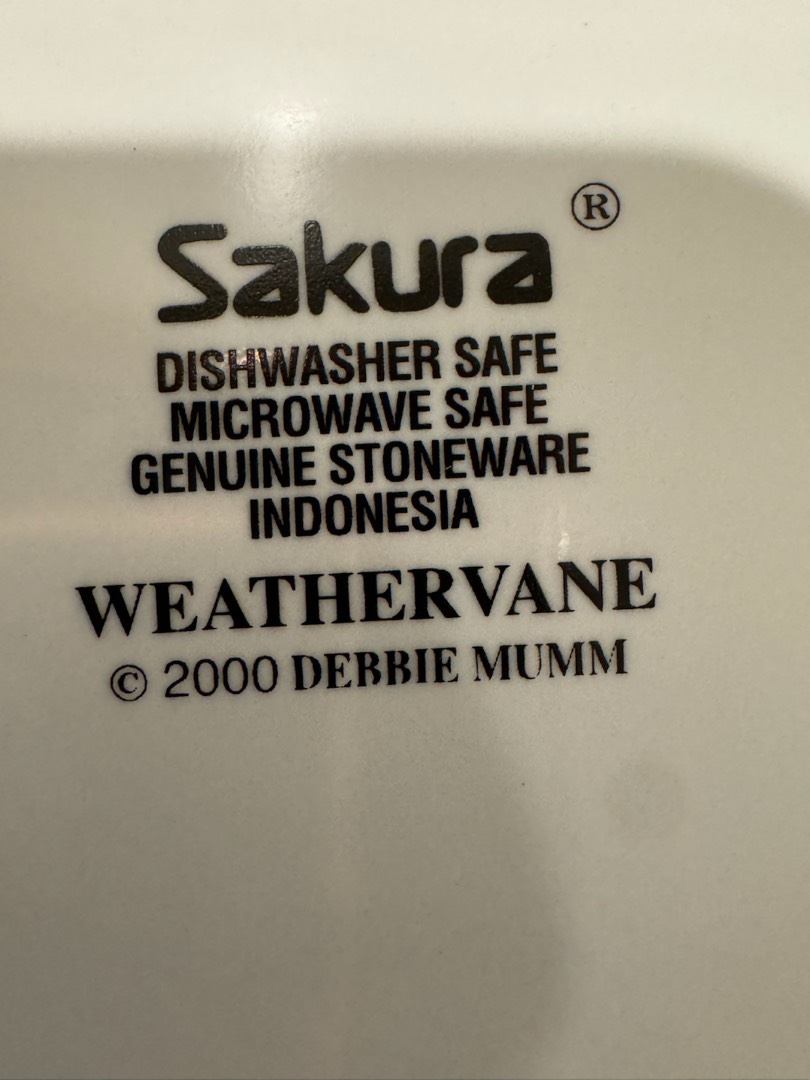 Sakura ®
DISHWASHER SAFE
MICROWAVE SAFE
GENUINE STONEWARE
INDONESIA
WEATHERVANE
© 2000 DEBBIE MUMM